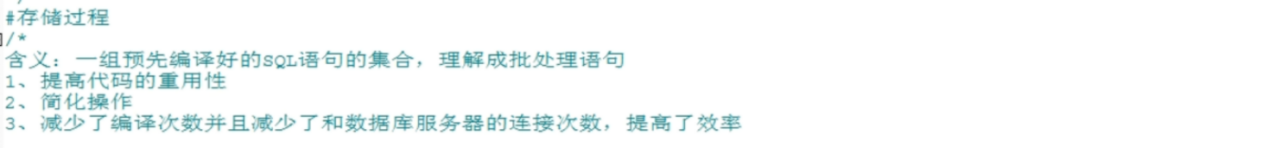 #存储过程
/*
含义：一组预先编译好的SQL语句的集合，理解成批处理语句
1、提高代码的重用性
2、简化操作
3、减少了编译次数并且减少了和数据库服务器的连接次数，提高了效率